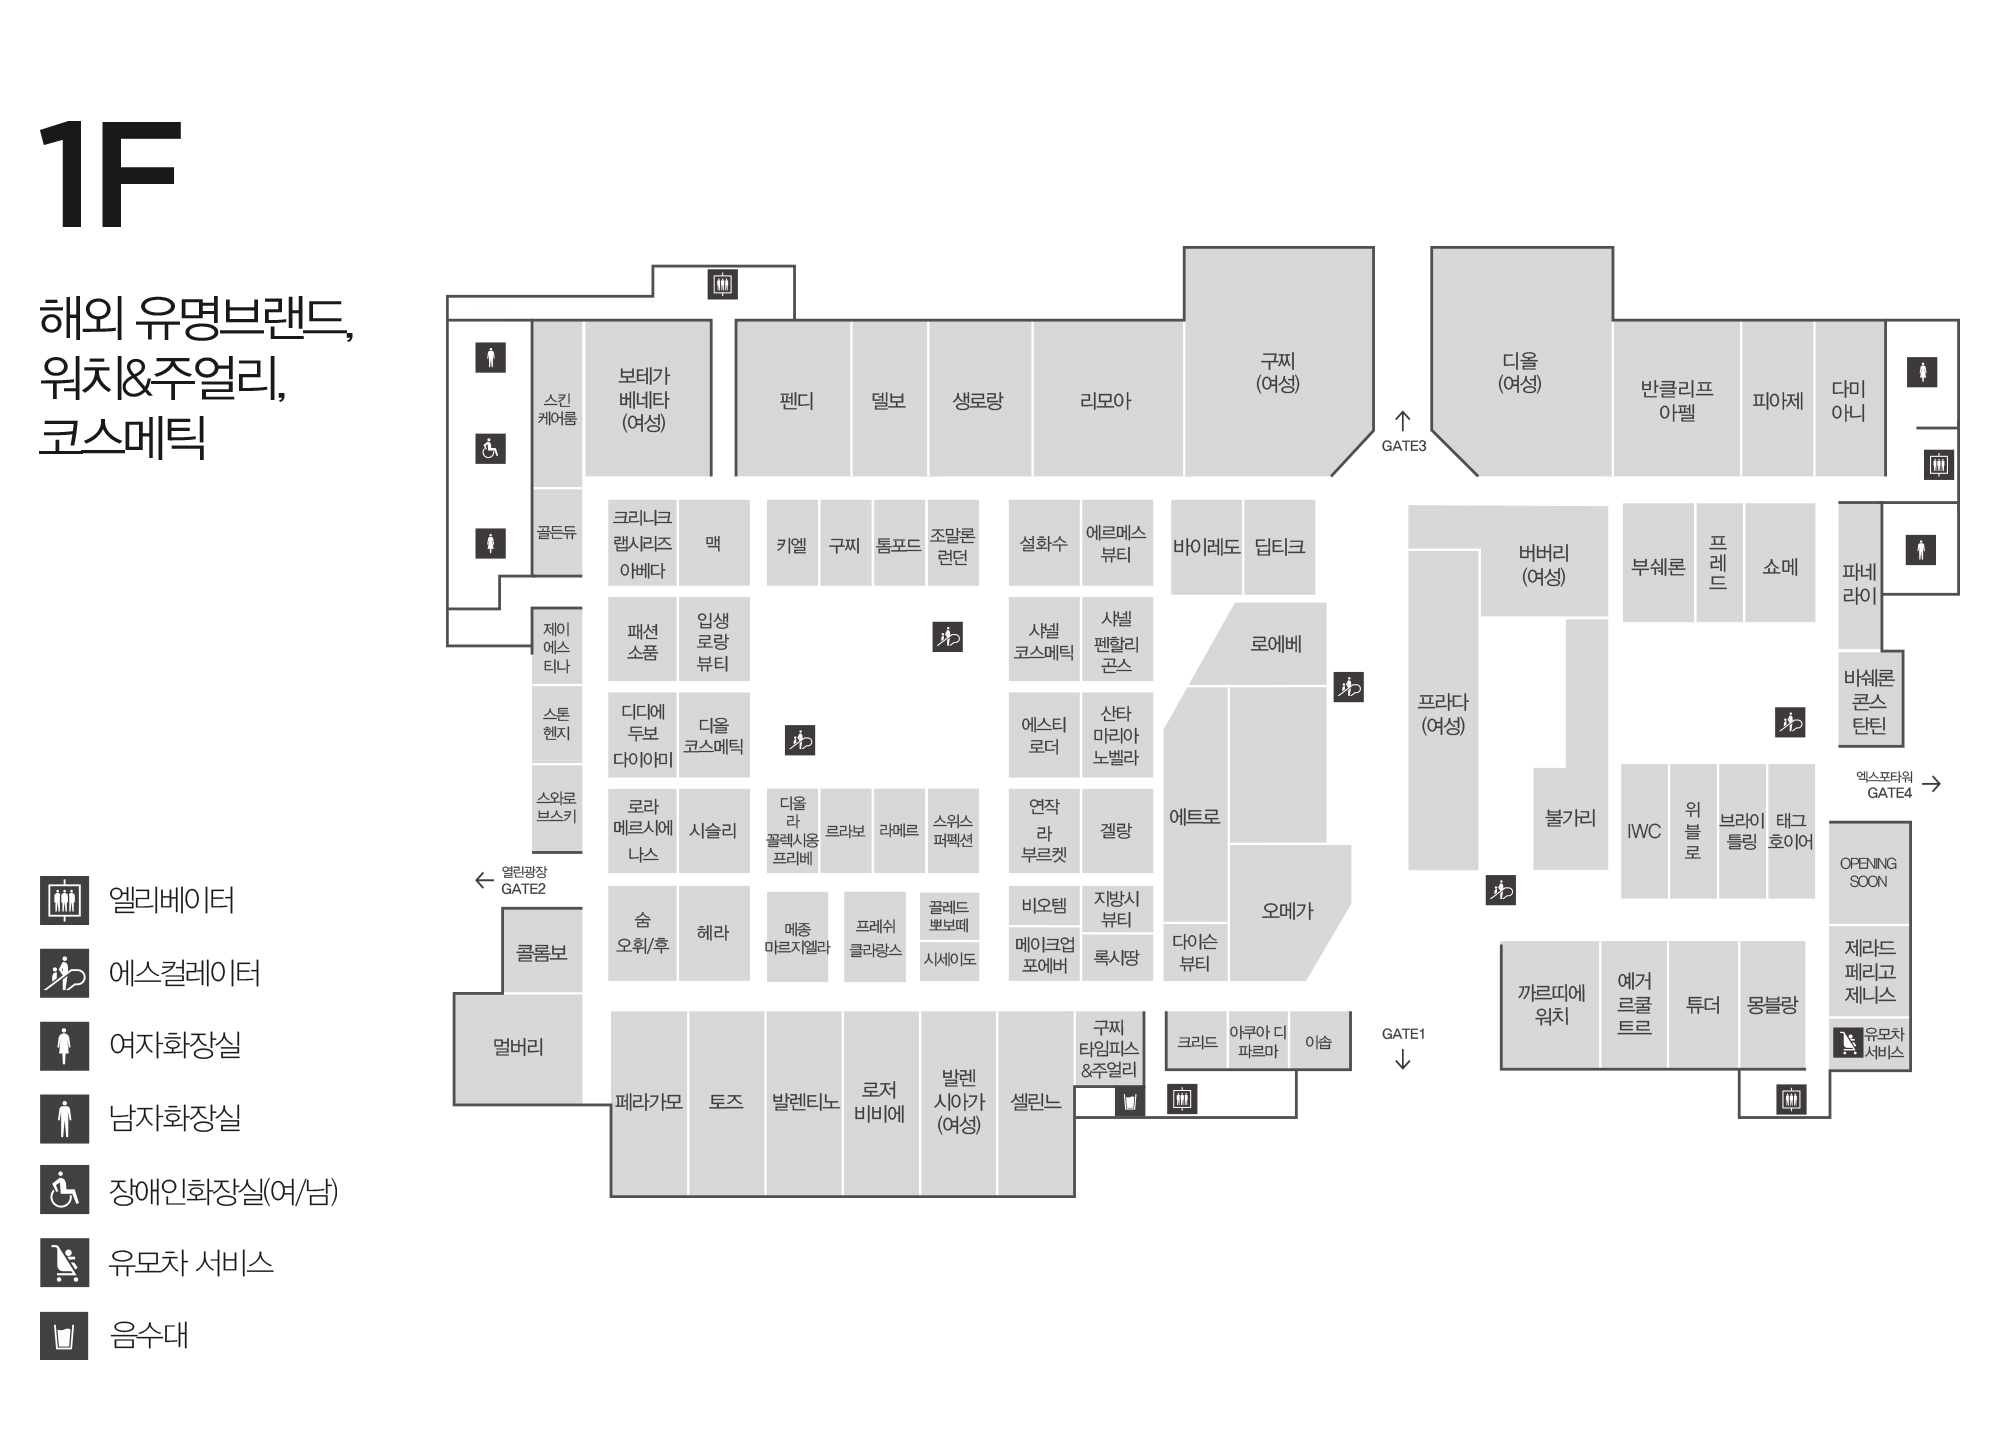 1F
해외 유명브랜드,
워치&주얼리,
코스메틱
엘리베이터
에스컬레이터
여자화장실
남자화장실
장애인화장실(여/남)
유모차 서비스
음수대
스킨
케어룸
보테가
베네타
(여성)
펜디
델보
생로랑
리모아
구찌
(여성)
GATE3
디올
(여성)
반클리프
아펠
피아제
다미
아니
골든듀
크리니크
랩시리즈
아베다
맥
키엘
구찌
톰포드
조말론
런던
설화수
에르메스
뷰티
바이레도
딥티크
버버리
(여성)
부쉐론
프
레
드
쇼메
파네
라이
제이
에스
티나
패션
소품
입생
로랑
뷰티
샤넬
코스메틱
샤넬
펜할리
곤스
로에베
프라다
(여성)
바쉐론
콘스
탄틴
스톤
헨지
디디에
두보
다이아미
디올
코스메틱
에스티
로더
산타
마리아
노벨라
엑스포타워
GATE4
스와로
브스키
로라
메르시에
나스
시슬리
디올
라
꼴렉시옹
프리베
르라보
라메르
스위스
퍼펙션
연작
라
부르켓
겔랑
에트로
불가리
IWC
위
블
로
브라이
틀링
태그
호이어
OPENING
SOON
열린광장
GATE2
콜롬보
멀버리
숨
오휘/후
헤라
메종
마르지엘라
프레쉬
클라랑스
끌레드
뽀보떼
시세이도
비오템
메이크업
포에버
지방시
뷰티
록시땅
다이슨
뷰티
오메가
까르띠에
워치
예거
르쿨
트르
튜더
몽블랑
제라드
페리고
제니스
유모차
서비스
페라가모
토즈
발렌티노
로저
비비에
발렌
시아가
(여성)
셀린느
구찌
타임피스
&주얼리
크리드
아쿠아 디
파르마
이솝
GATE1